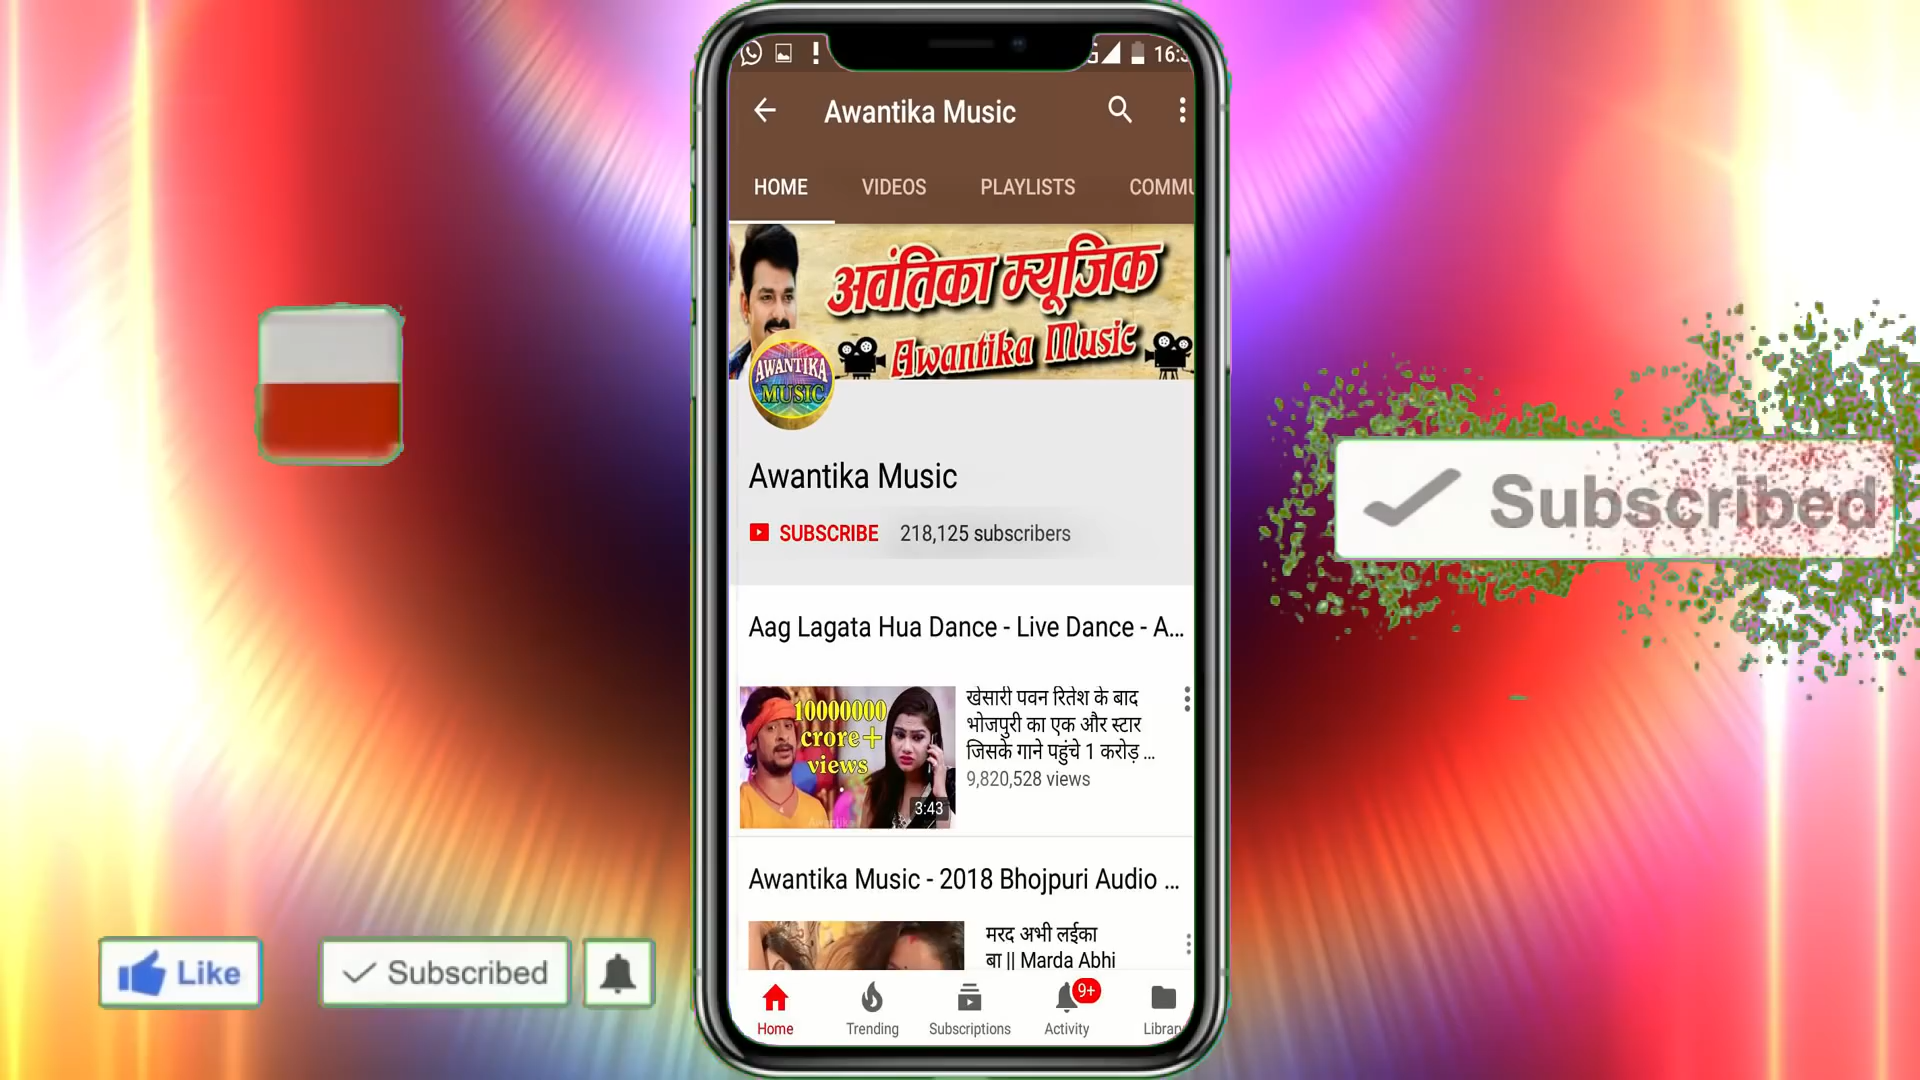 16:3
Awantika Music
HOME VIDEOS PLAYLISTS COMMU
अवंतिका म्यूजिक
Awantika Music
AWANTIKA
MUSIC
Awantika Music
SUBSCRIBE 218,125 subscribers
Aag Lagata Hua Dance - Live Dance - A...
10000000
crore+
views
3:43
खेसारी पवन रितेश के बाद
भोजपुरी का एक और स्टार
जिसके गाने पहुंचे 1 करोड़ ...
9,820,528 views
Awantika Music - 2018 Bhojpuri Audio ...
मरद अभी लईका
बा || Marda Abhi
9+
Home Trending Subscriptions Activity Library
Like
Subscribed
Subscribed